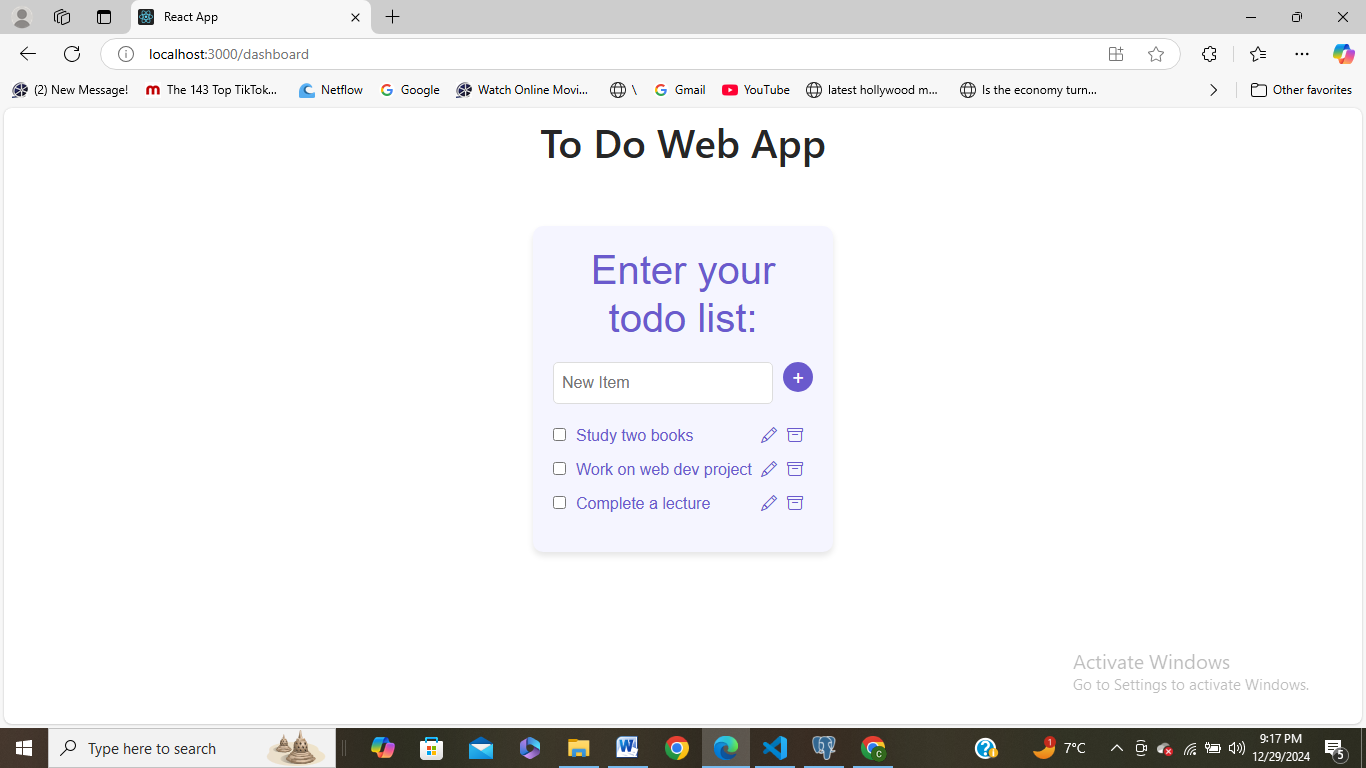 React App
localhost:3000/dashboard
(2) New Message!
The 143 Top TikTok...
Netflow
Google
Watch Online Movi...
\
Gmail
YouTube
latest hollywood m...
Is the economy turn...
Other favorites
To Do Web App
Enter your
todo list:
New Item
+
Study two books
Work on web dev project
Complete a lecture
Activate Windows
Go to Settings to activate Windows.
Type here to search
1
7°C
9:17 PM
12/29/2024
5